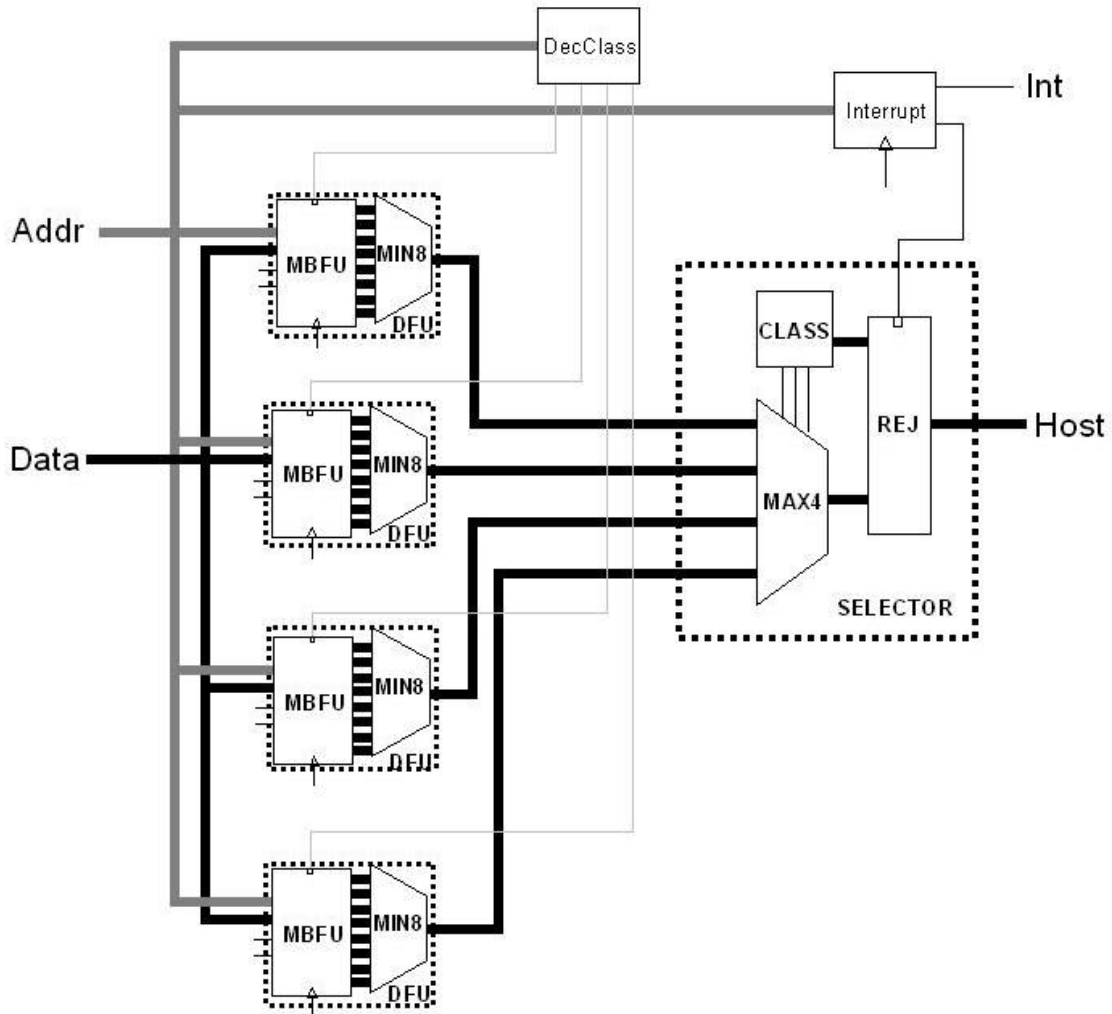 DecClass
Int
Interrupt
Addr
MBFU
MIN8
DFU
CLASS
MBFU
MIN8
DFU
Data
REJ
Host
MAX4
SELECTOR
MBFU
MIN8
DFU
MBFU
MIN8
DFU